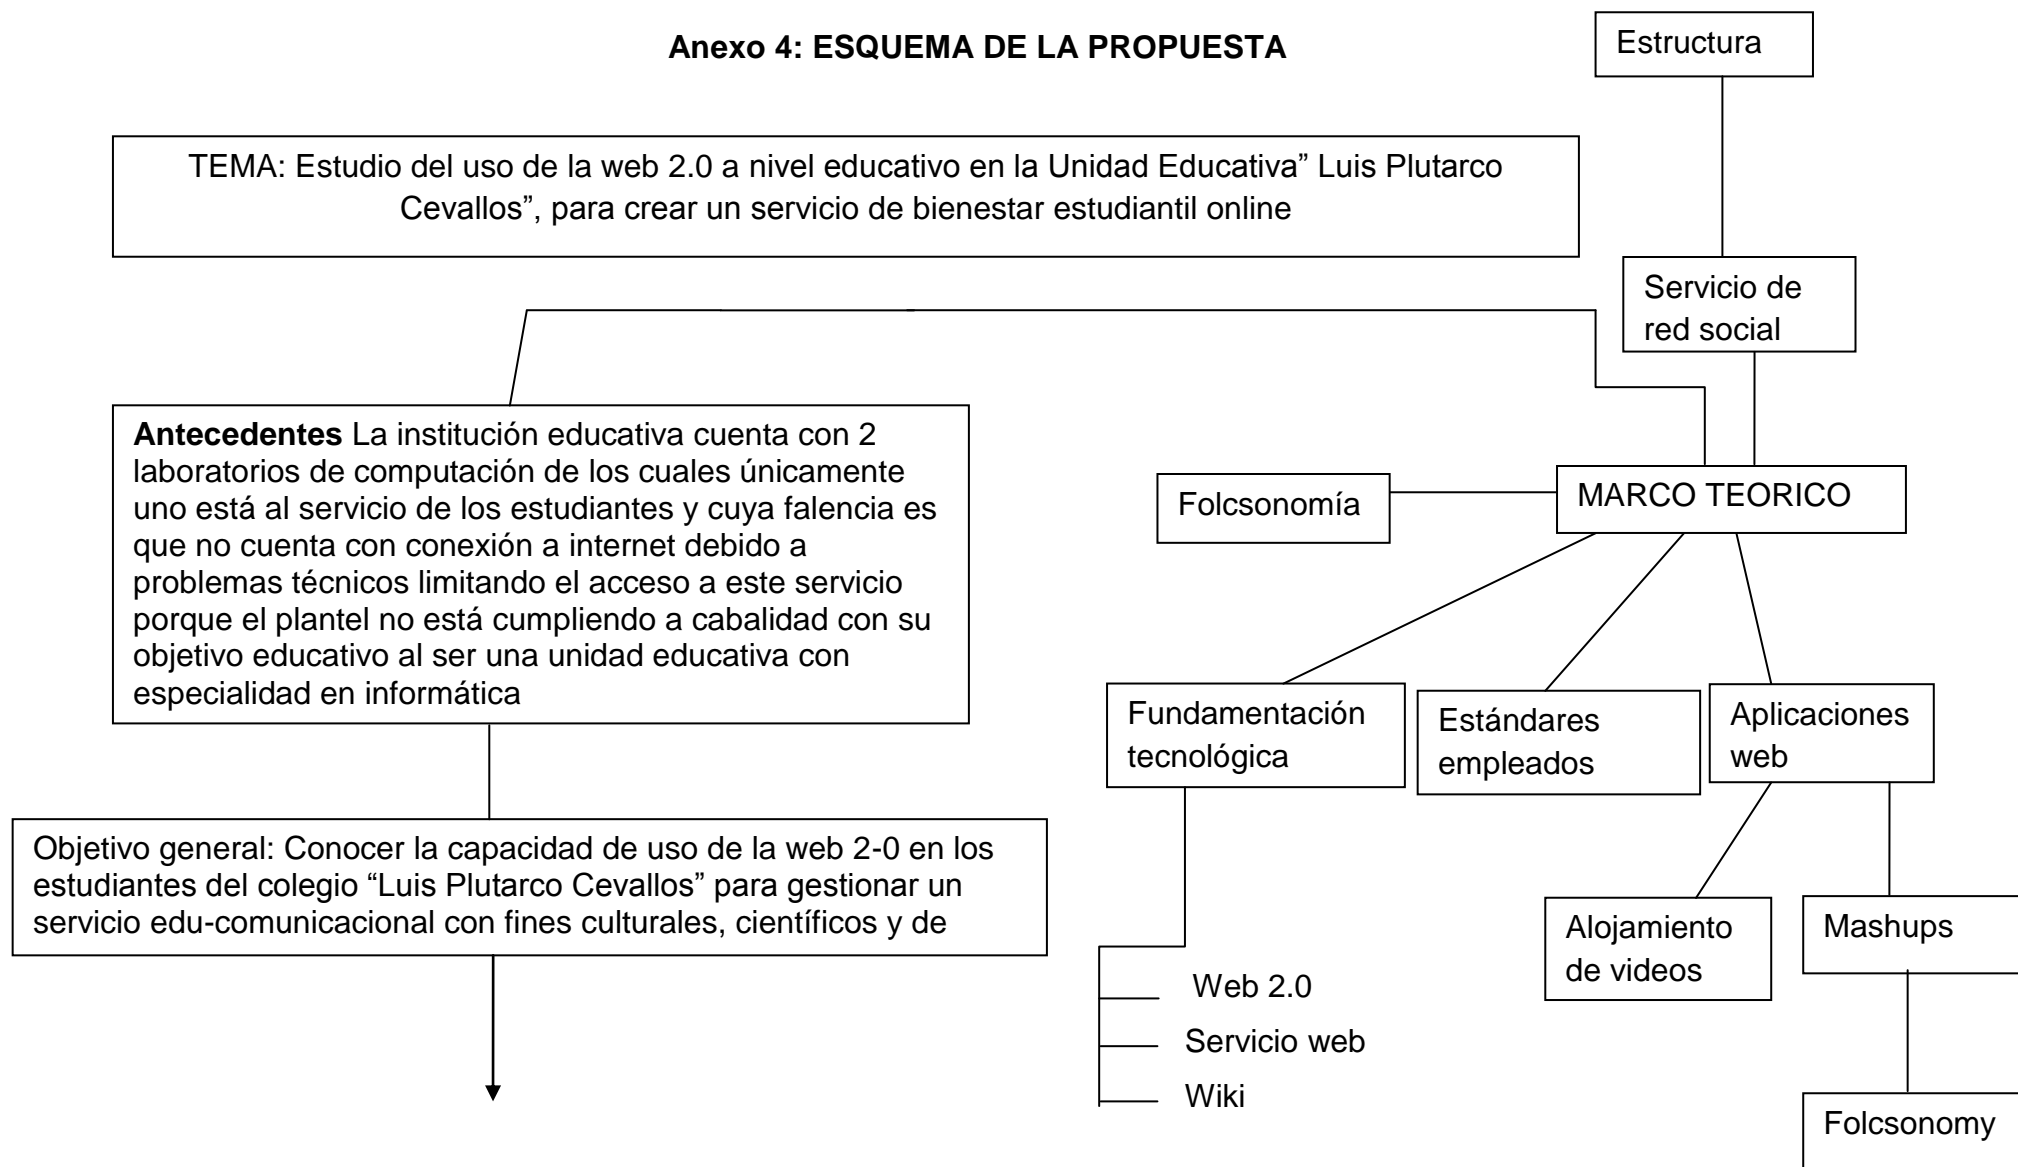 Anexo 4: ESQUEMA DE LA PROPUESTA
Estructura
TEMA: Estudio del uso de la web 2.0 a nivel educativo en la Unidad Educativa” Luis Plutarco
Cevallos”, para crear un servicio de bienestar estudiantil online
Servicio de
red social
Antecedentes La institución educativa cuenta con 2
laboratorios de computación de los cuales únicamente
uno está al servicio de los estudiantes y cuya falencia es
que no cuenta con conexión a internet debido a
problemas técnicos limitando el acceso a este servicio
porque el plantel no está cumpliendo a cabalidad con su
objetivo educativo al ser una unidad educativa con
especialidad en informática
Folcsonomía
MARCO TEORICO
Fundamentación
tecnológica
Estándares
empleados
Aplicaciones
web
Objetivo general: Conocer la capacidad de uso de la web 2-0 en los
estudiantes del colegio “Luis Plutarco Cevallos” para gestionar un
servicio edu-comunicacional con fines culturales, científicos y de
Alojamiento
de videos
Mashups
Web 2.0
Servicio web
Wiki
Folcsonomy